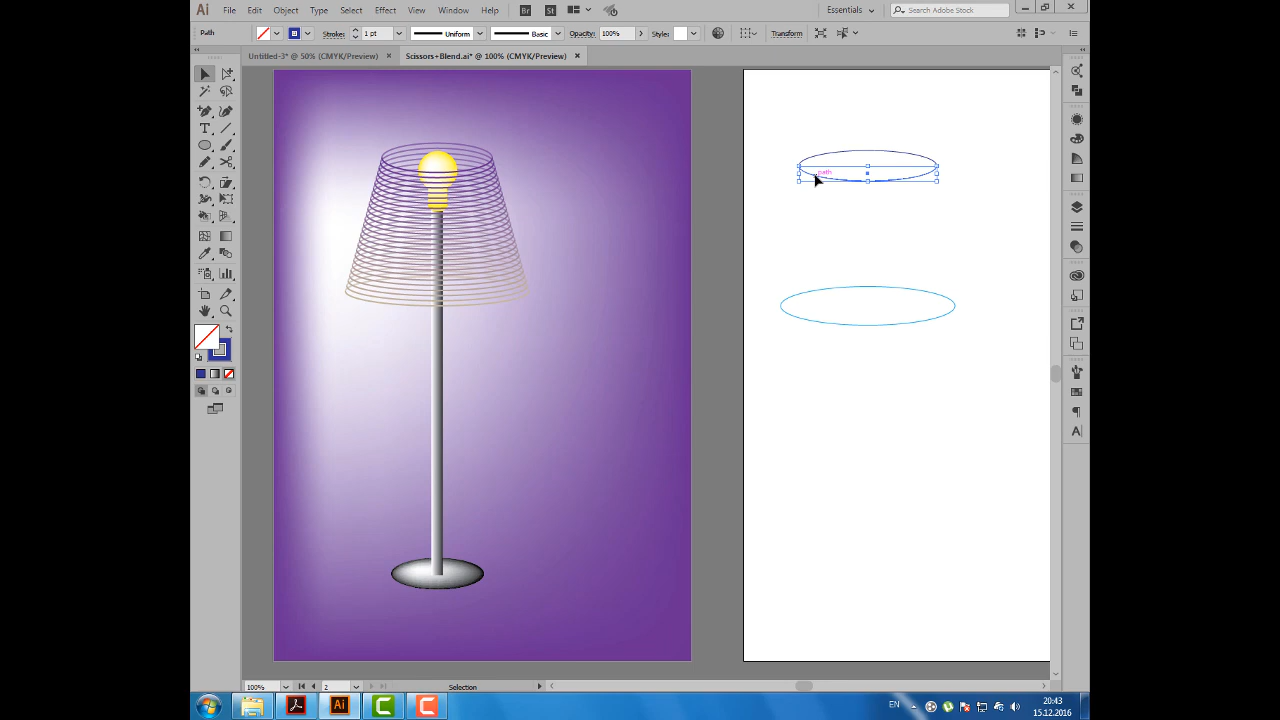 Ai File Edit Object Type Select Effect View Window Help Br St Essentials Search Adobe Stock
Path Stroke: 1 pt Uniform Basic Opacity: 100% Style: Transform
Untitled-3* @ 50% (CMYK/Preview) × Scissors+Blend.ai* @ 100% (CMYK/Preview) ×
path
100% 2 Selection
Ai EN 20:43
15.12.2016